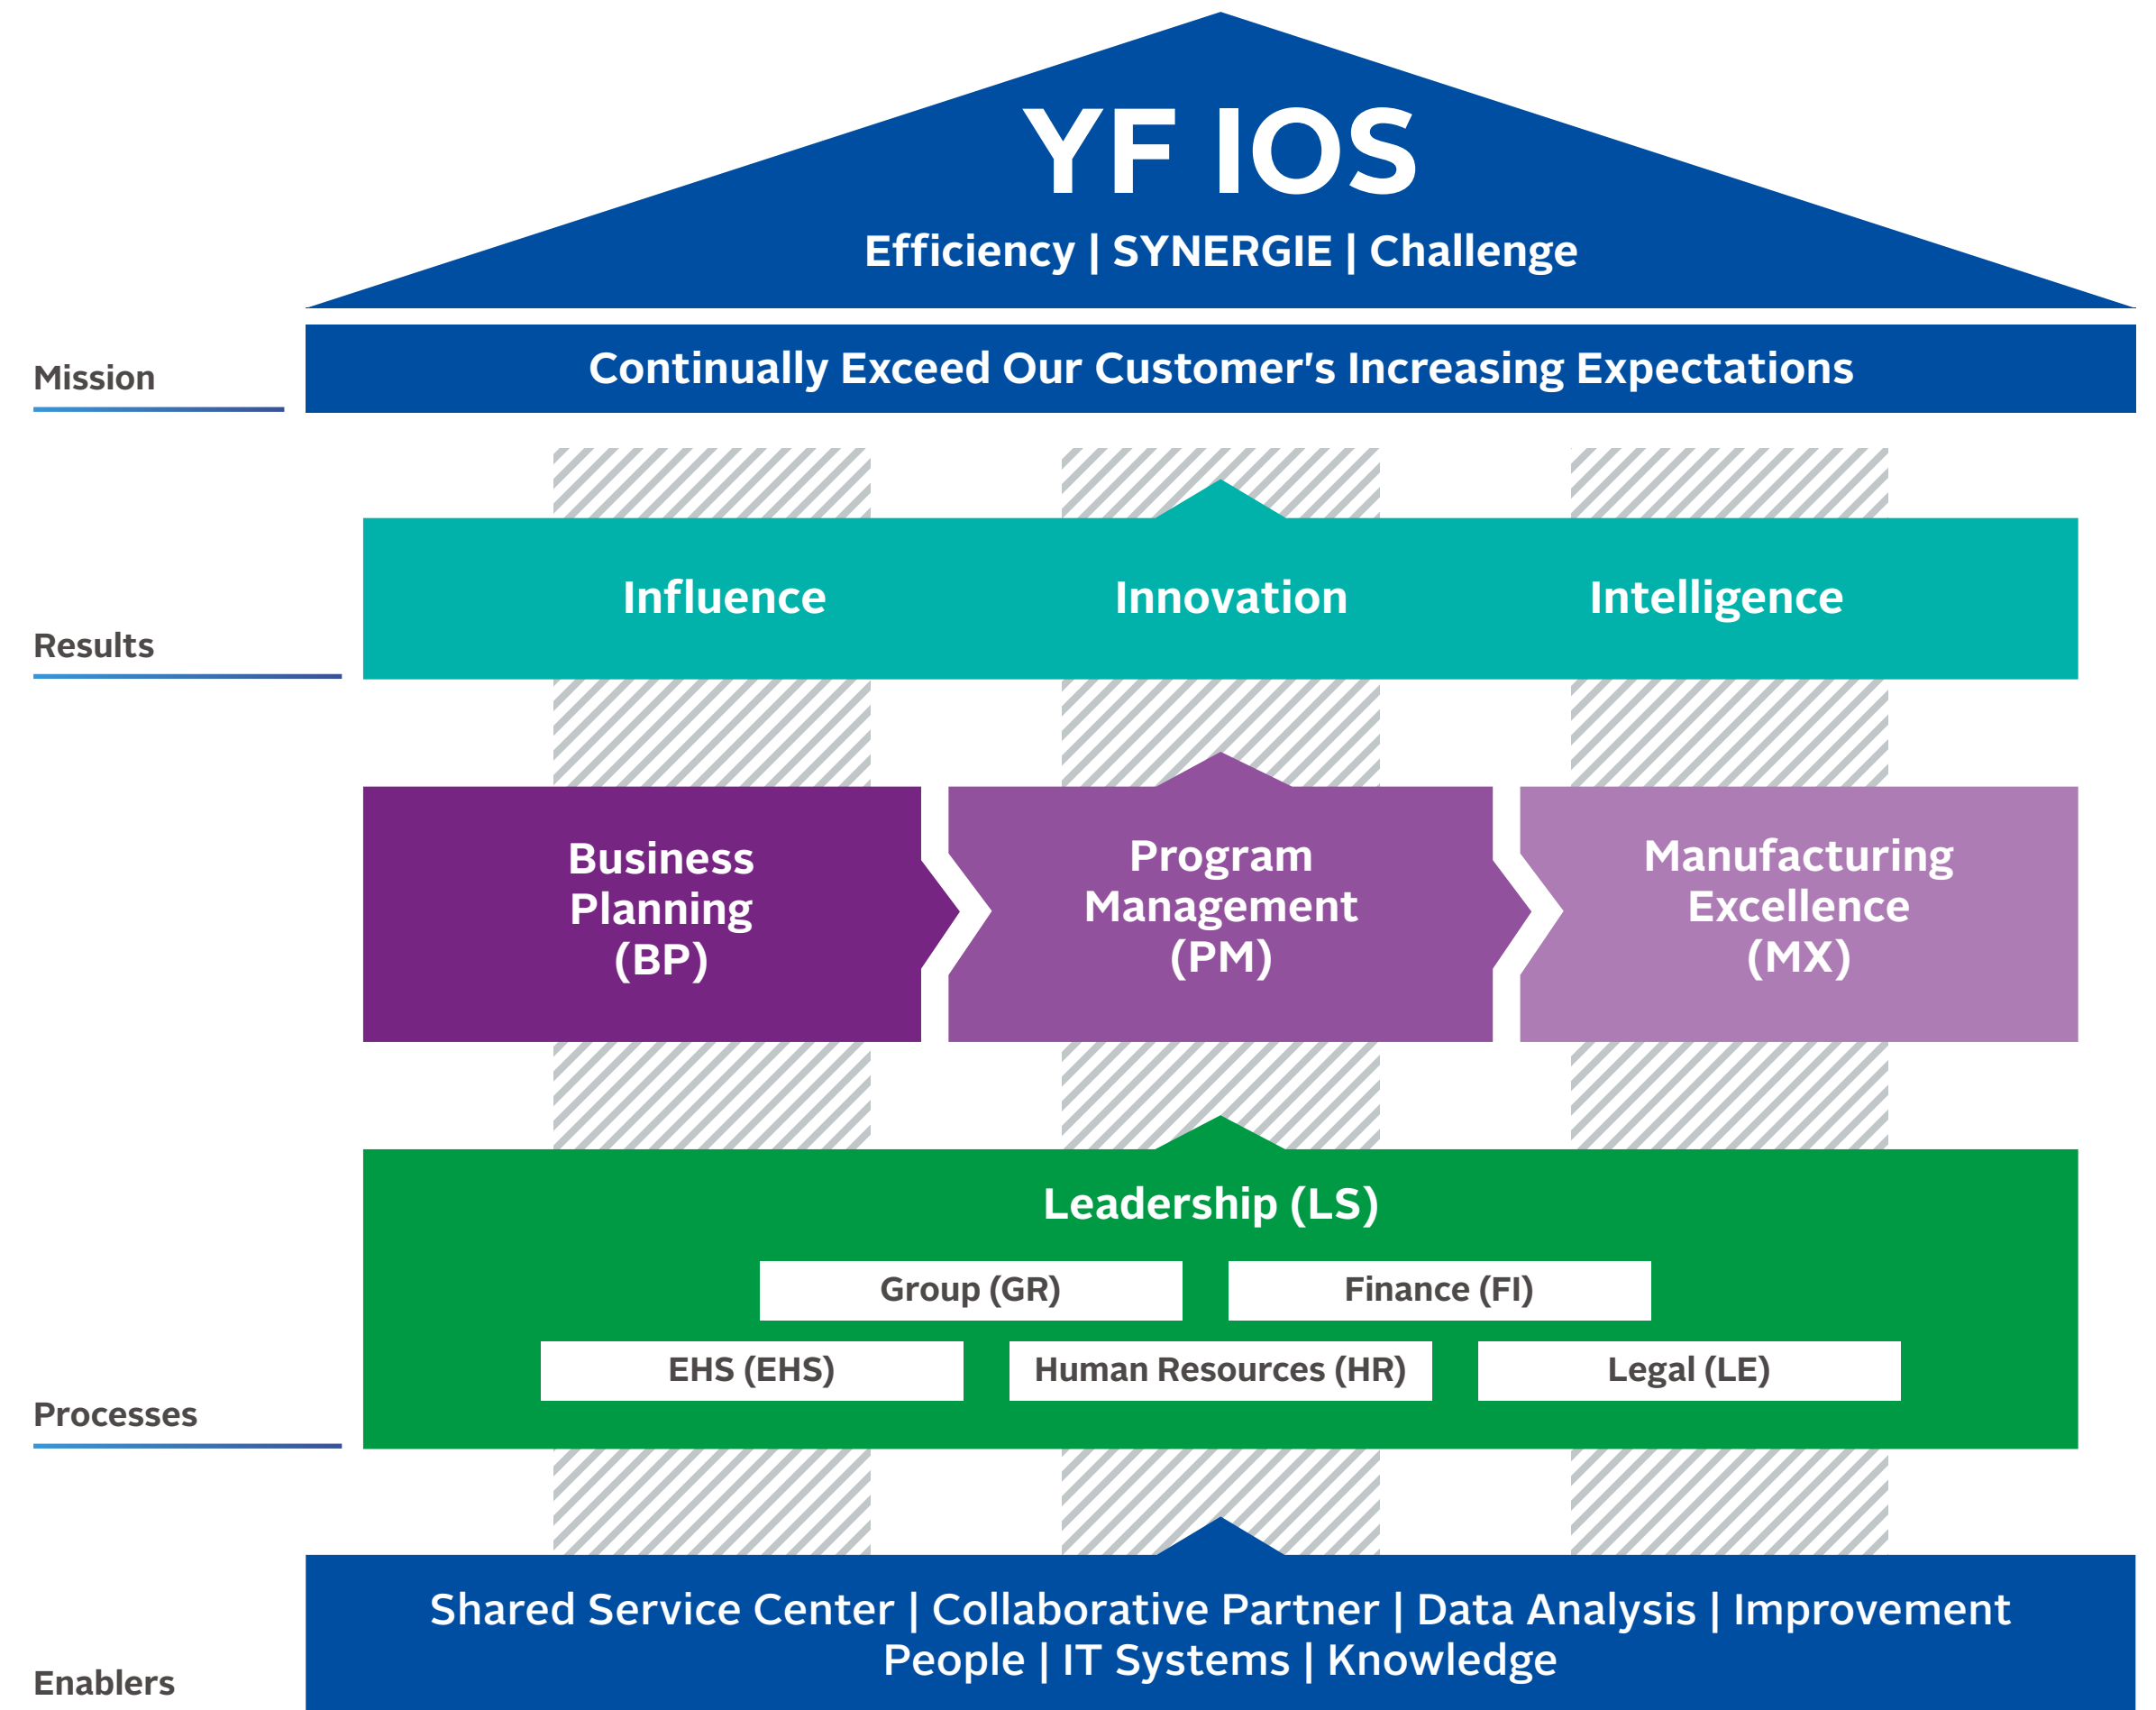 YF IOS
Efficiency | SYNERGIE | Challenge
Mission
Continually Exceed Our Customer's Increasing Expectations
Results
Influence
Innovation
Intelligence
Business
Planning
(BP)
Program
Management
(PM)
Manufacturing
Excellence
(MX)
Processes
Leadership (LS)
Group (GR)
Finance (FI)
EHS (EHS)
Human Resources (HR)
Legal (LE)
Enablers
Shared Service Center | Collaborative Partner | Data Analysis | Improvement
People | IT Systems | Knowledge